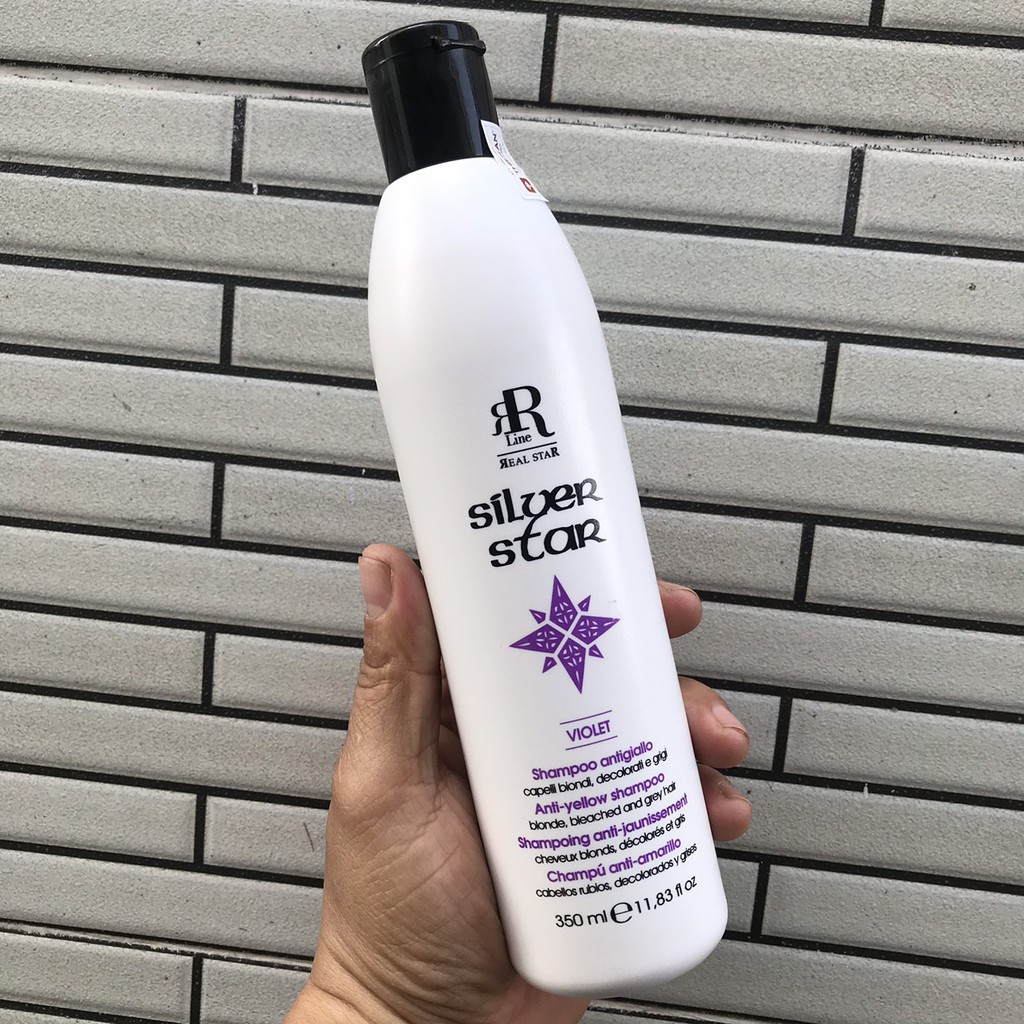 RR
Line
REAL STAR
silver
star
VIOLET
Shampoo antigiallo
capelli biondi, decolorati e grigi
Anti-yellow shampoo
blonde, bleached and grey hair
Shampoing anti-jaunissement
cheveux blonds, décolorés et gris
Champú anti-amarillo
cabellos rubios, decolorados y grises
350 ml e 11,83 fl oz